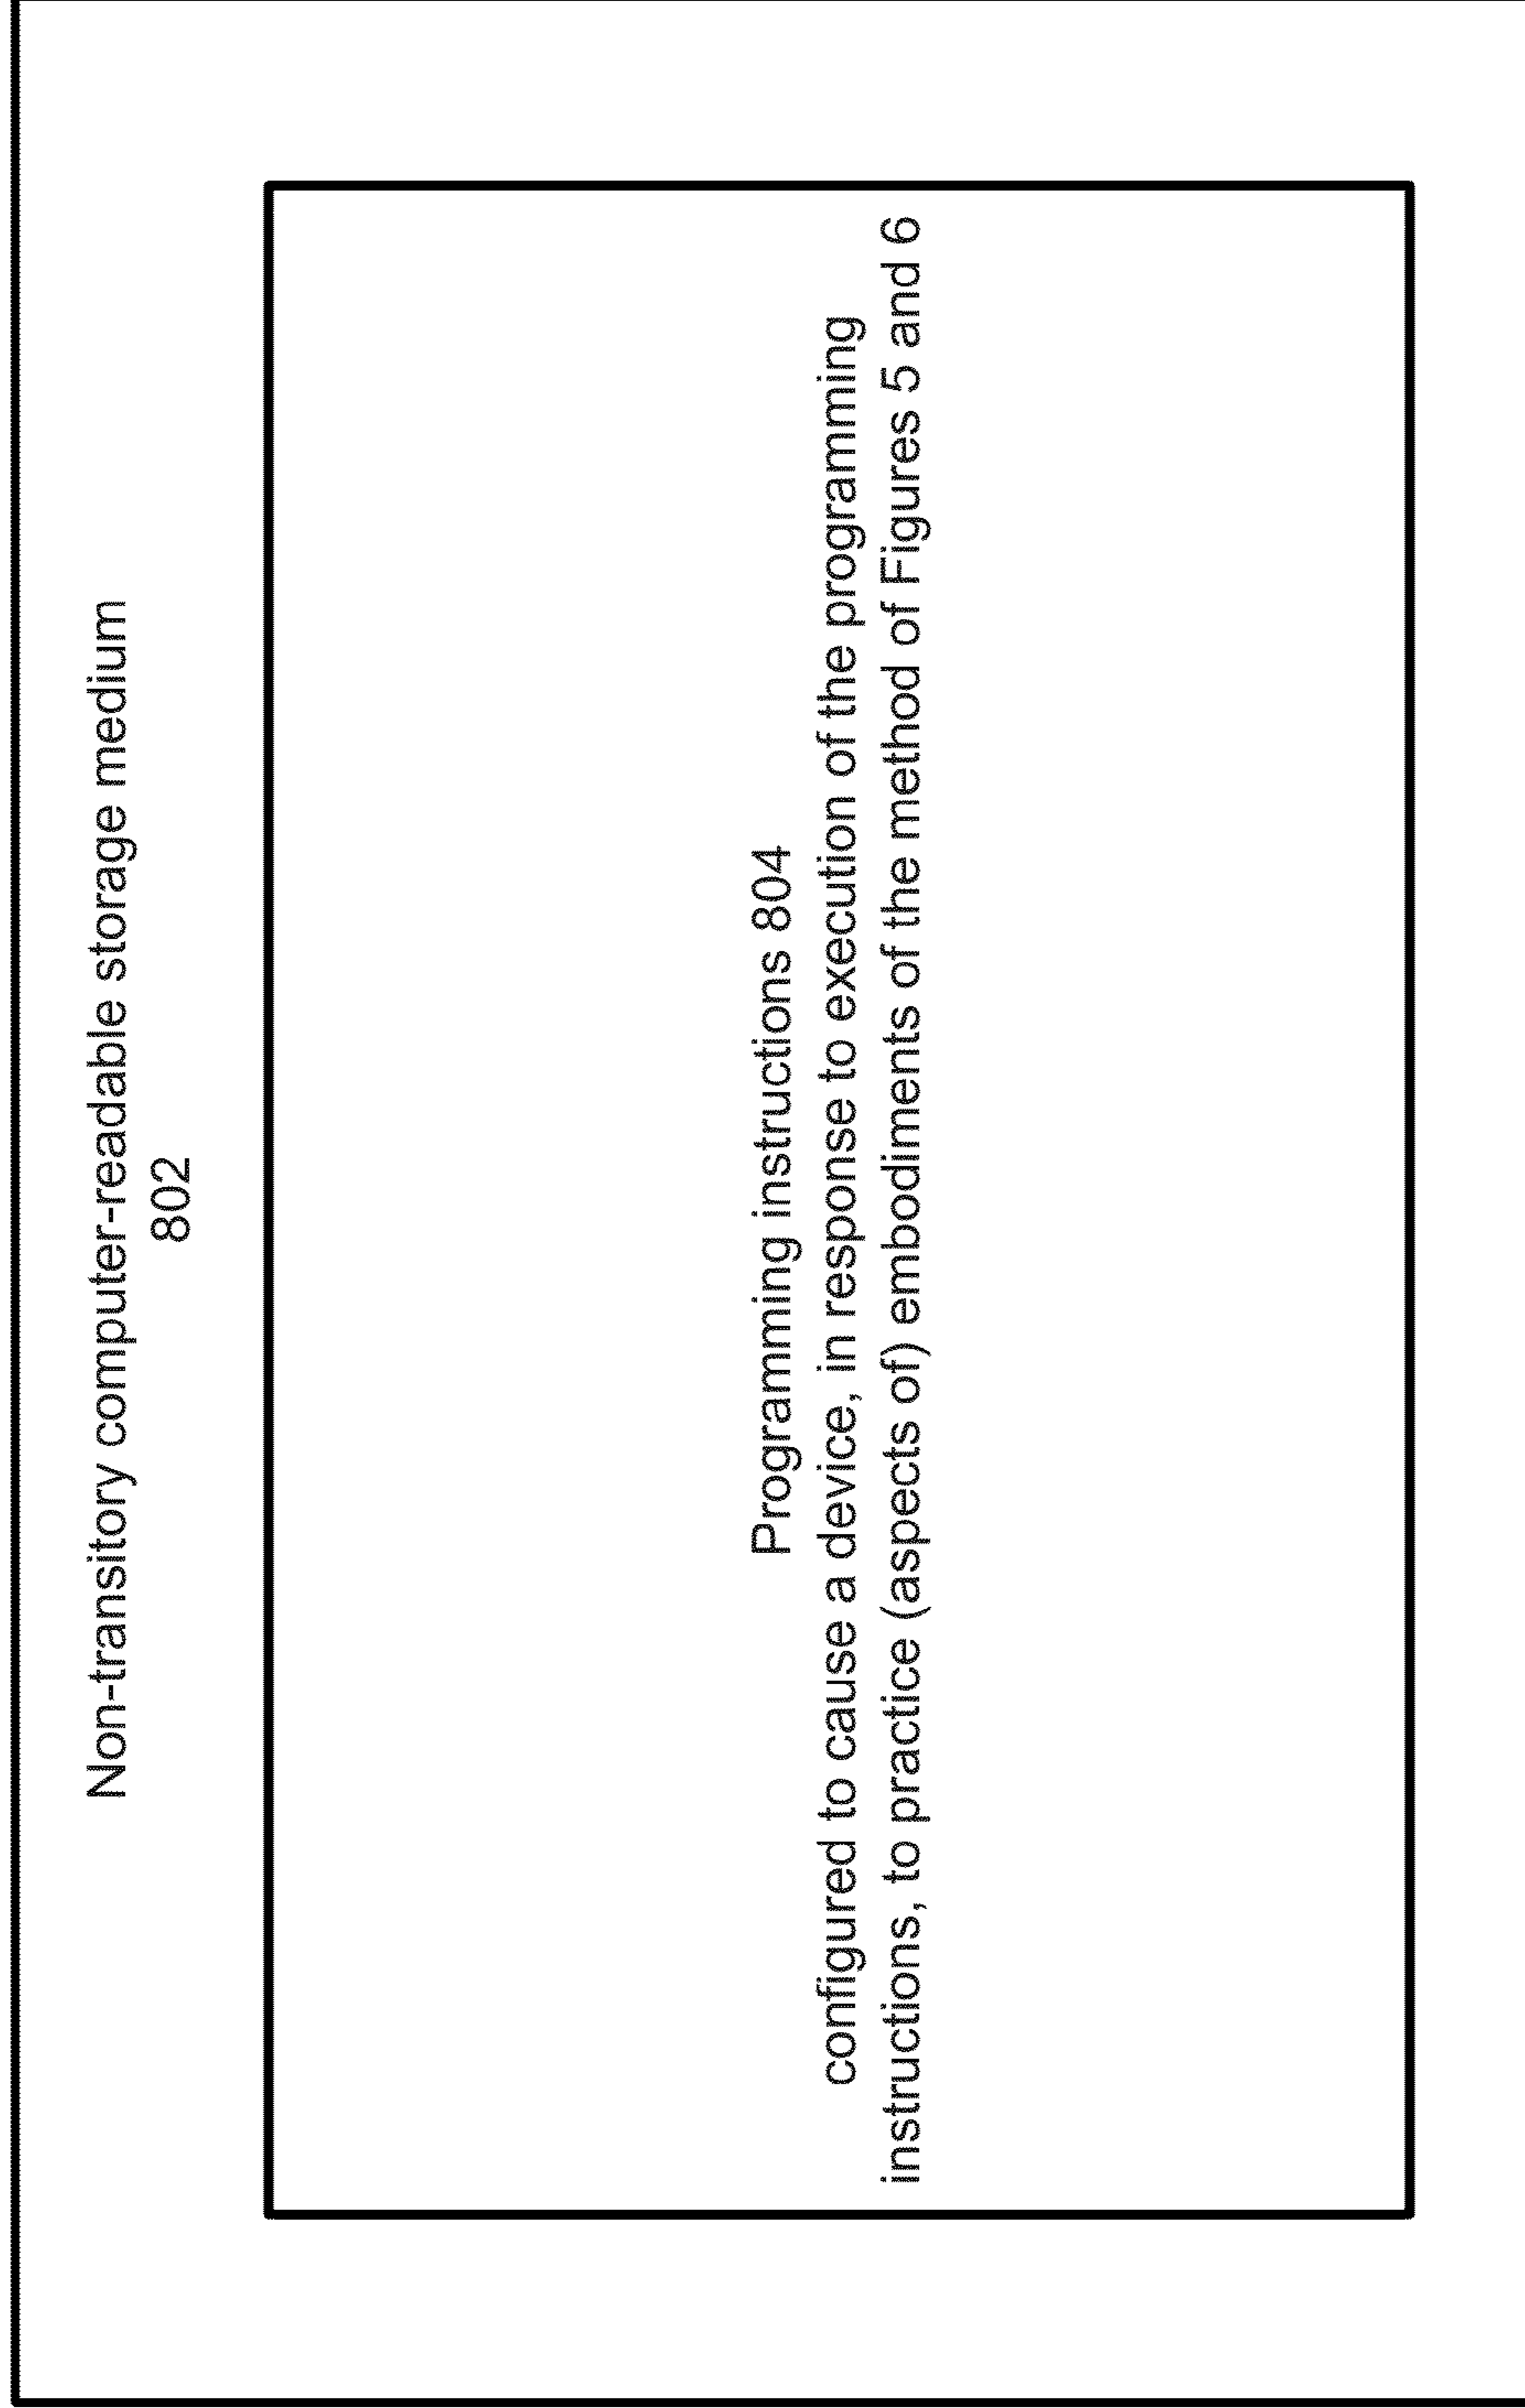 Non-transitory computer-readable storage medium
802
Programming instructions 804
configured to cause a device, in response to execution of the programming
instructions, to practice (aspects of) embodiments of the method of Figures 5 and 6